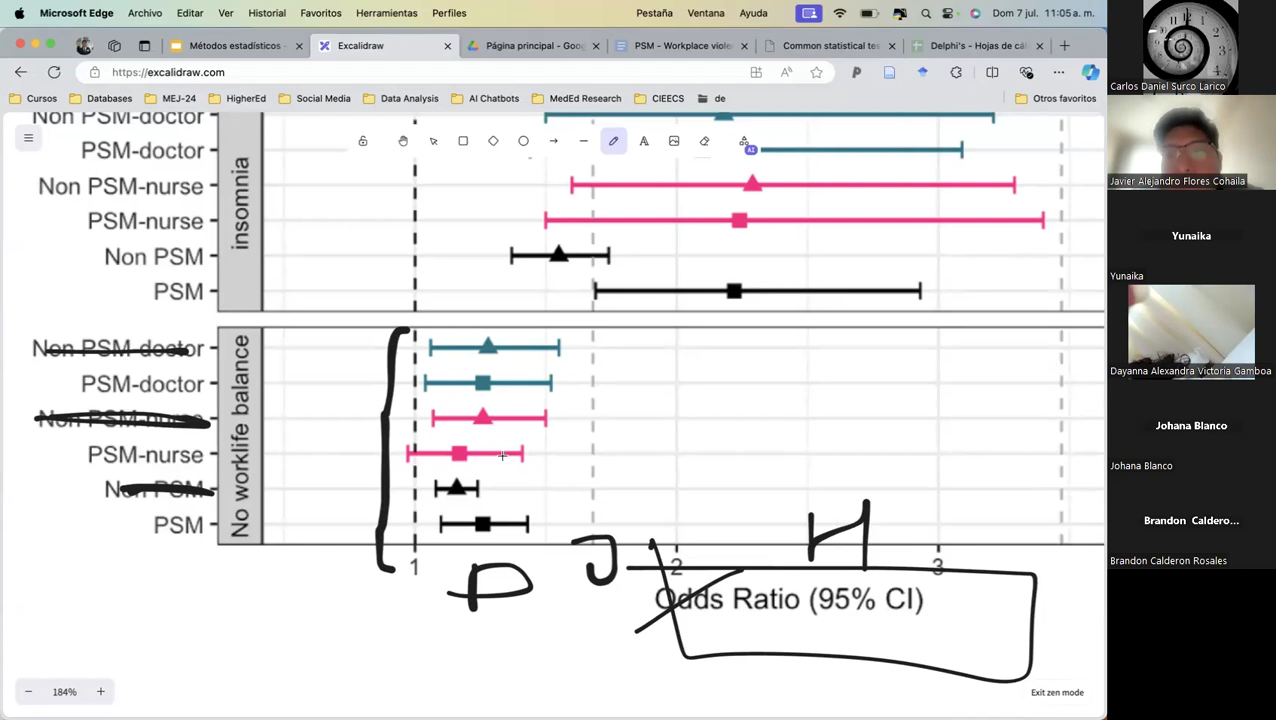 Microsoft Edge Archivo Editar Ver Historial Favoritos Herramientas Perfiles Pestaña Ventana Ayuda Dom 7 jul. 11:05 a. m.
Métodos estadísticos - Excalidraw Página principal - Goo PSM - Workplace viole Common statistical te Delphi's - Hojas de cál
https://excalidraw.com
Cursos Databases MEJ-24 HigherEd Social Media Data Analysis AI Chatbots MedEd Research CIEECS de Otros favoritos
Non PSM-doctor
PSM-doctor
AI
Non PSM-nurse
PSM-nurse
Non PSM
PSM
insomnia
Non PSM-doctor
PSM-doctor
Non PSM-nurse
PSM-nurse
Non PSM
PSM
No worklife balance
D J H
1 2 3
Odds Ratio (95% CI)
184%
Exit zen mode
Carlos Daniel Surco Larico
Javier Alejandro Flores Cohaila
Yunaika
Yunaika
Dayanna Alexandra Victoria Gamboa
Johana Blanco
Johana Blanco
Brandon Caldero...
Brandon Calderon Rosales